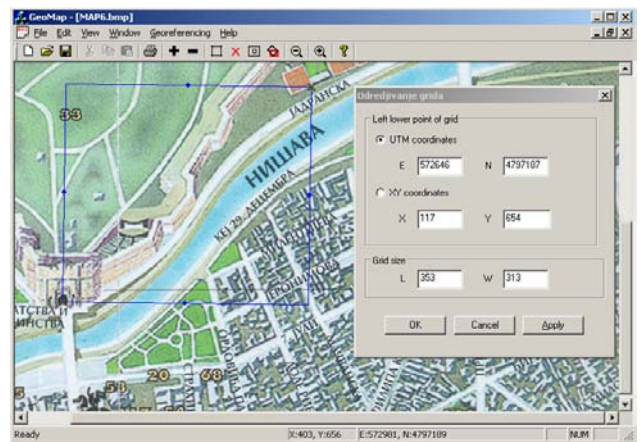 GeoMap - [MAP6.bmp]
File Edit View Window Georeferencing Help
Odredjivanje grida
Left lower point of grid
UTM coordinates
E 572646 N 4797187
XY coordinates
X 117 Y 654
Grid size
L 353 W 313
OK Cancel Apply
33
ЈАДРАНСКА
НИШАВА
КЕЈ 29. ДЕЦЕМБРА
53
20
68
Ready X:403, Y:656 E:572981, N:4797189 NUM